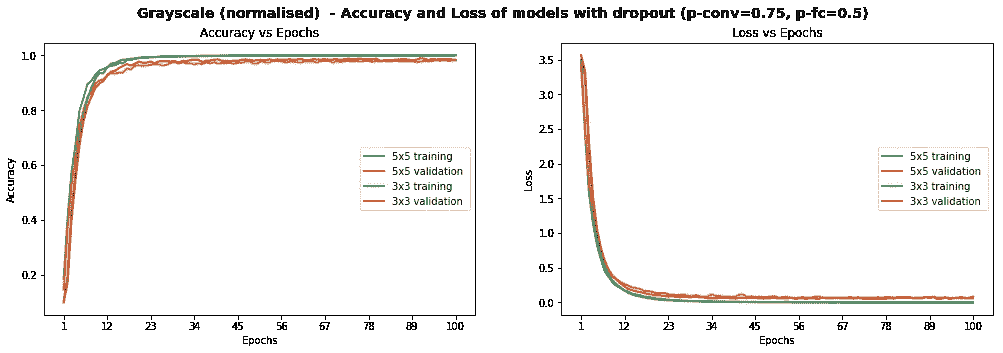 Grayscale (normalised)  - Accuracy and Loss of models with dropout (p-conv=0.75, p-fc=0.5)
Accuracy vs Epochs
1.0
0.8
0.6
0.4
0.2
Accuracy
5x5 training
5x5 validation
3x3 training
3x3 validation
1 12 23 34 45 56 67 78 89 100
Epochs
Loss vs Epochs
3.5
3.0
2.5
2.0
1.5
1.0
0.5
0.0
Loss
5x5 training
5x5 validation
3x3 training
3x3 validation
1 12 23 34 45 56 67 78 89 100
Epochs